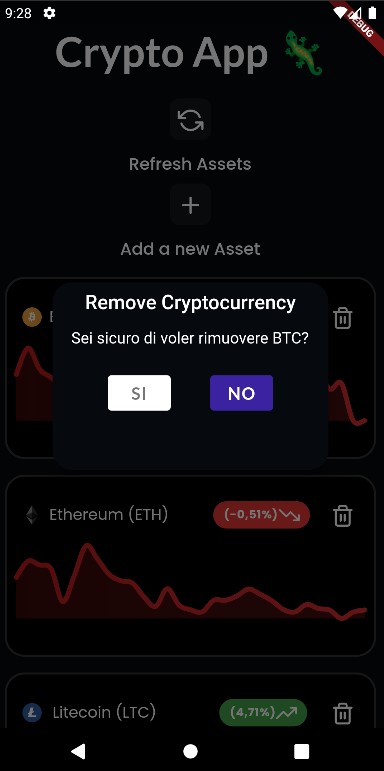 9:28
DEBUG
Crypto App
Refresh Assets
Add a new Asset
Remove Cryptocurrency
Sei sicuro di voler rimuovere BTC?
SI
NO
Ethereum (ETH)
(-0,51%)
Litecoin (LTC)
(4,71%)